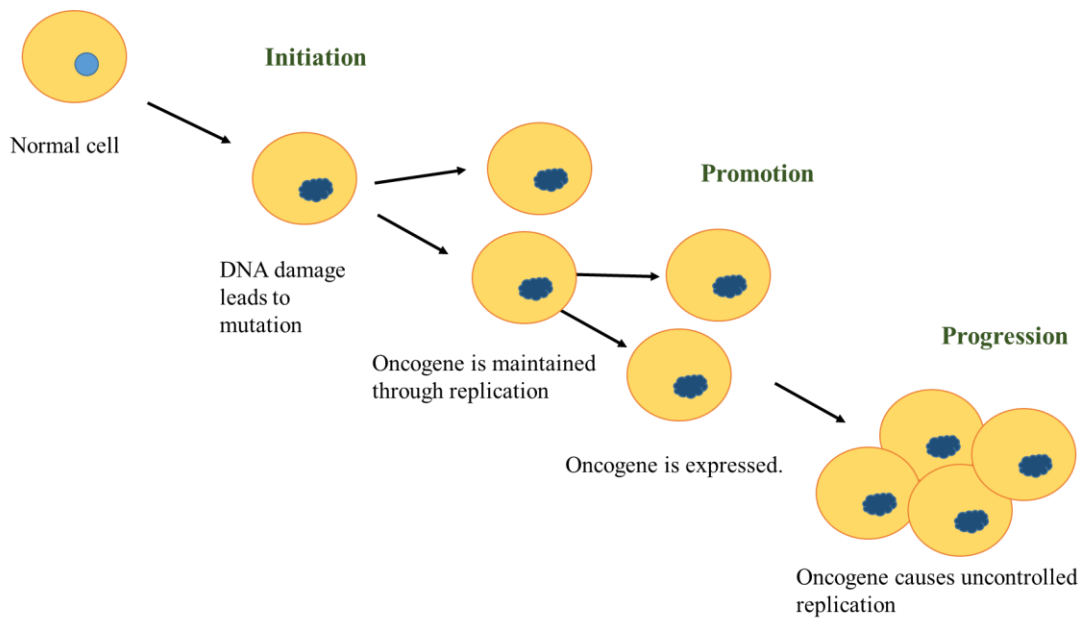 Initiation
Normal cell
Promotion
DNA damage
leads to
mutation
Progression
Oncogene is maintained
through replication
Oncogene is expressed.
Oncogene causes uncontrolled
replication